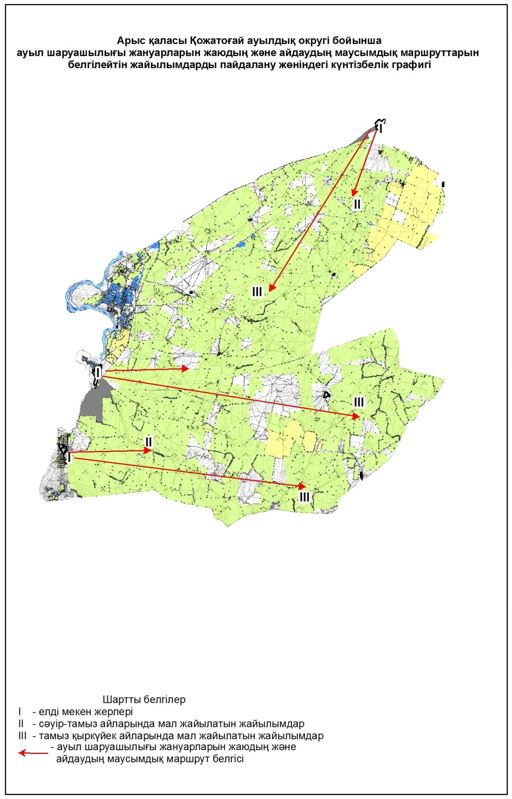 Арыс қаласы Қожатоғай ауылдық округі бойынша
ауыл шаруашылығы жануарларын жаюдың және айдаудың маусымдық маршруттарын
белгілейтін жайылымдарды пайдалану жөніндегі күнтізбелік графигі
I
II
III
I
III
II
I
III
Шартты белгілер
I - елді мекен жерлері
II - сәуір-тамыз айларында мал жайылатын жайылымдар
III - тамыз қыркүйек айларында мал жайылатын жайылымдар
- ауыл шаруашылығы жануарларын жаюдың және
айдаудың маусымдық маршрут белгісі